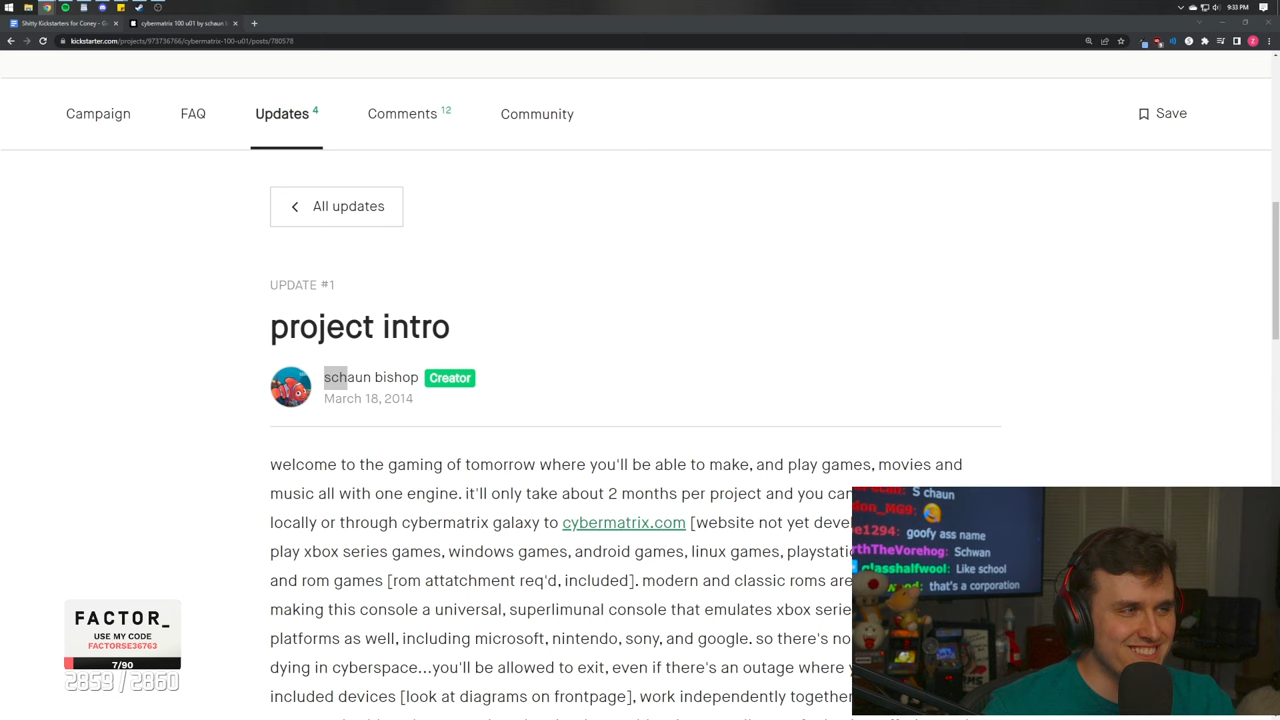 Shitty Kickstarters for Coney - G
cybermatrix 100 u01 by schaun b
9:33 PM
kickstarter.com/projects/973736766/cybermatrix-100-u01/posts/780578
Campaign
FAQ
Updates 4
Comments 12
Community
Save
All updates
UPDATE #1
project intro
schaun bishop Creator
March 18, 2014
welcome to the gaming of tomorrow where you'll be able to make, and play games, movies and
music all with one engine. it'll only take about 2 months per project and you can
locally or through cybermatrix galaxy to cybermatrix.com [website not yet devel
play xbox series games, windows games, android games, linux games, playstatio
and rom games [rom attatchment req'd, included]. modern and classic roms are
making this console a universal, superlimunal console that emulates xbox serie
platforms as well, including microsoft, nintendo, sony, and google. so there's no
dying in cyberspace...you'll be allowed to exit, even if there's an outage where y
included devices [look at diagrams on frontpage], work independently together
S chaun
ion_MG9:
e1294: goofy ass name
rthTheVorehog: Schwan
glasshalfwool: Like school
that's a corporation
FACTOR_
USE MY CODE
FACTORSE36763
7/90
2859 / 2860